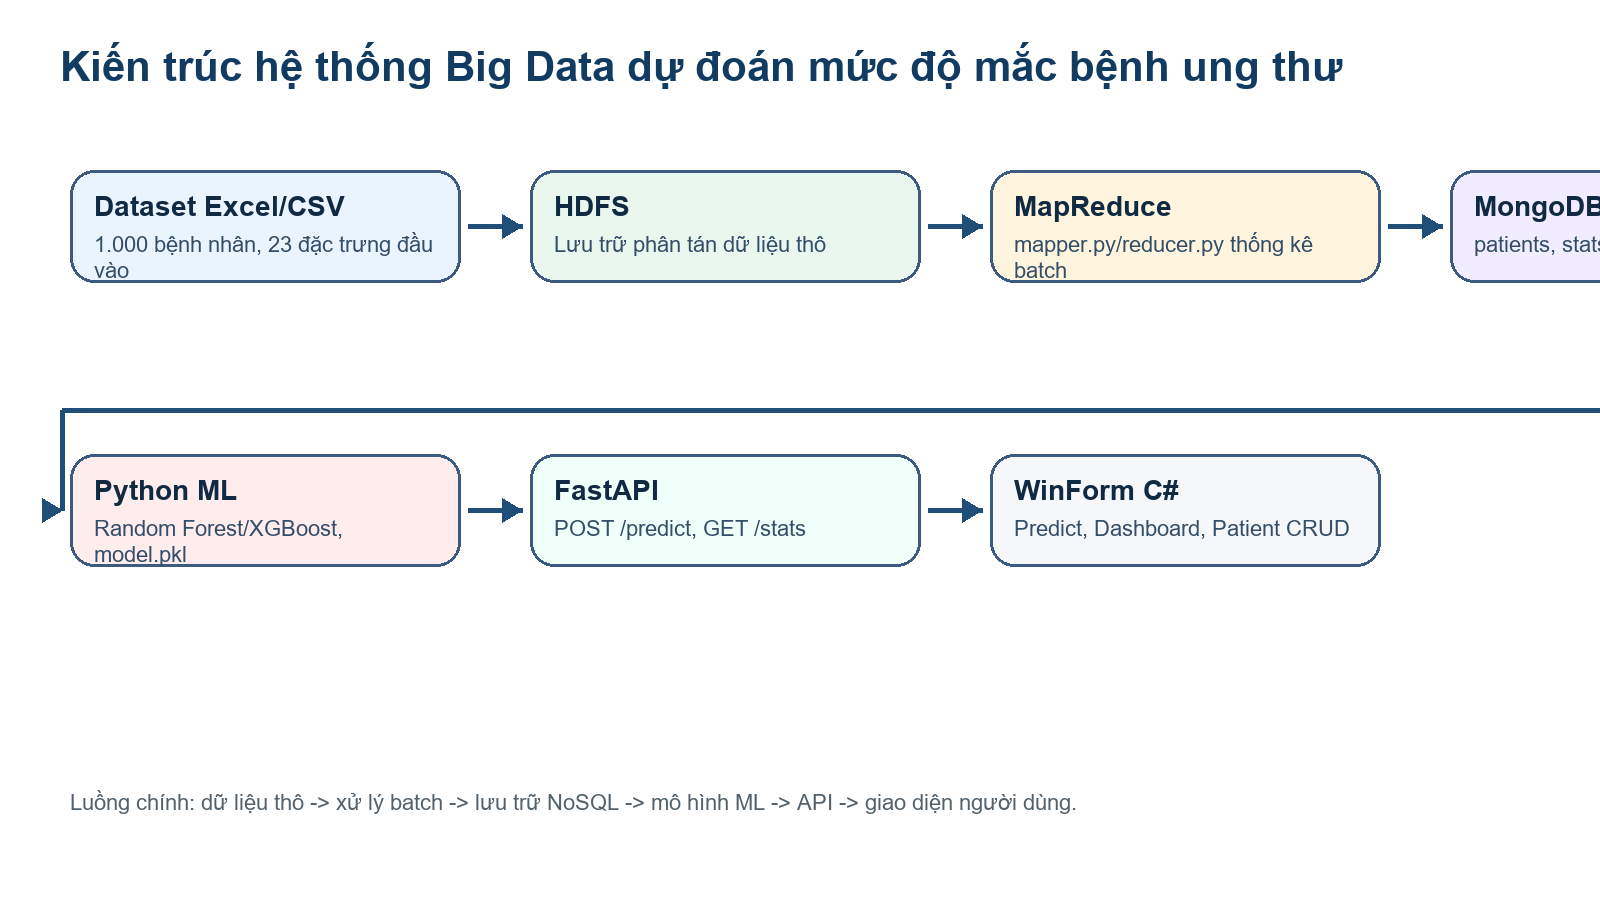 Kiến trúc hệ thống Big Data dự đoán mức độ mắc bệnh ung thư
Dataset Excel/CSV
1.000 bệnh nhân, 23 đặc trưng đầu
vào
HDFS
Lưu trữ phân tán dữ liệu thô
MapReduce
mapper.py/reducer.py thống kê
batch
MongoDB
patients, stats
Python ML
Random Forest/XGBoost,
model.pkl
FastAPI
POST /predict, GET /stats
WinForm C#
Predict, Dashboard, Patient CRUD
Luồng chính: dữ liệu thô -> xử lý batch -> lưu trữ NoSQL -> mô hình ML -> API -> giao diện người dùng.